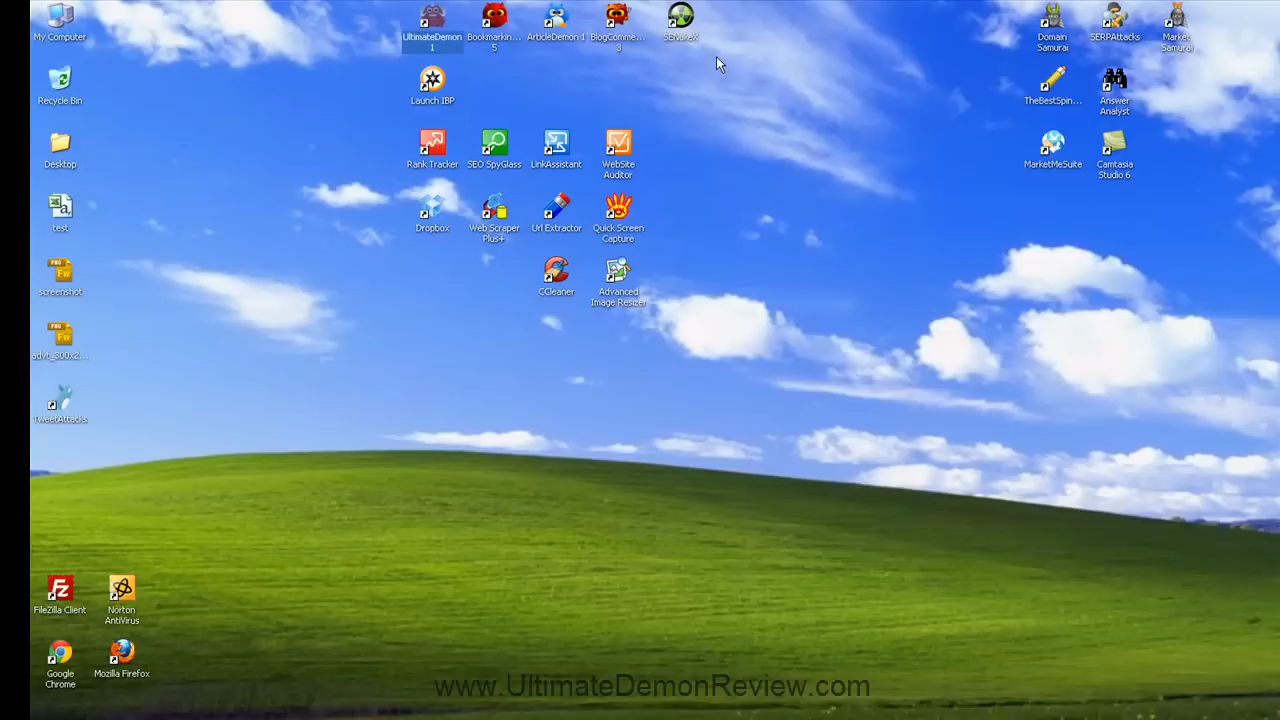 My Computer
UltimateDemon
1
Bookmarkin...
5
ArticleDemon 1
BlogComme...
3
SENukeX
Domain
Samurai
SERPAttacks
Market
Samurai
Recycle Bin
Launch IBP
TheBestSpin...
Answer
Analyst
Desktop
Rank Tracker
SEO SpyGlass
LinkAssistant
WebSite
Auditor
MarketMeSuite
Camtasia
Studio 6
test
Dropbox
Web Scraper
Plus+
Url Extractor
Quick Screen
Capture
screenshot
CCleaner
Advanced
Image Resizer
advt_300x2...
TweetAttacks
FileZilla Client
Norton
AntiVirus
Google
Chrome
Mozilla Firefox
www.UltimateDemonReview.com